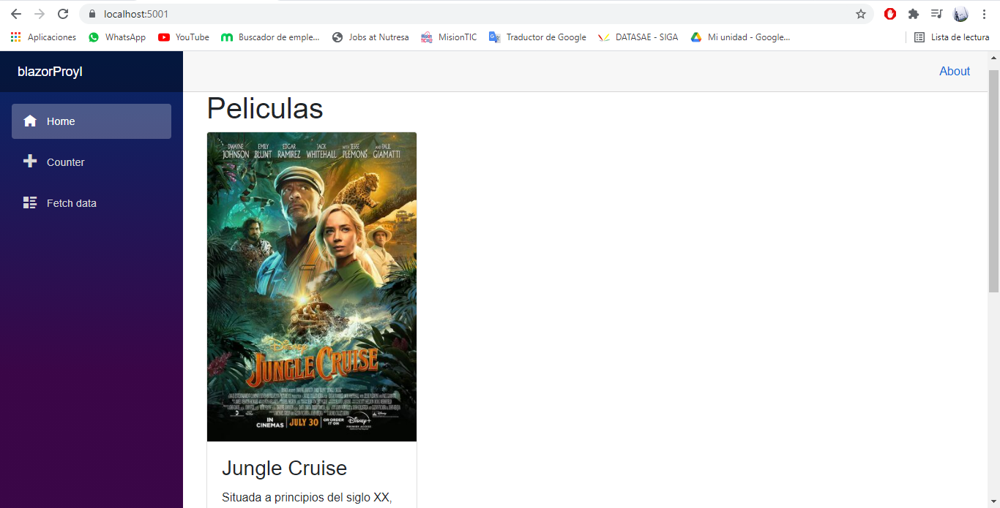 localhost:5001
Aplicaciones WhatsApp YouTube Buscador de emple... Jobs at Nutresa MisionTIC Traductor de Google DATASAE - SIGA Mi unidad - Google... Lista de lectura
blazorProyI
About
Home
Counter
Fetch data
Peliculas
DWAYNE JOHNSON EMILY BLUNT EDGAR RAMIREZ JACK WHITEHALL WITH JESSE PLEMONS AND PAUL GIAMATTI
Disney
JUNGLE CRUISE
IN CINEMAS JULY 30 OR ORDER IT ON Disney+ PREMIER ACCESS
Jungle Cruise
Situada a principios del siglo XX,